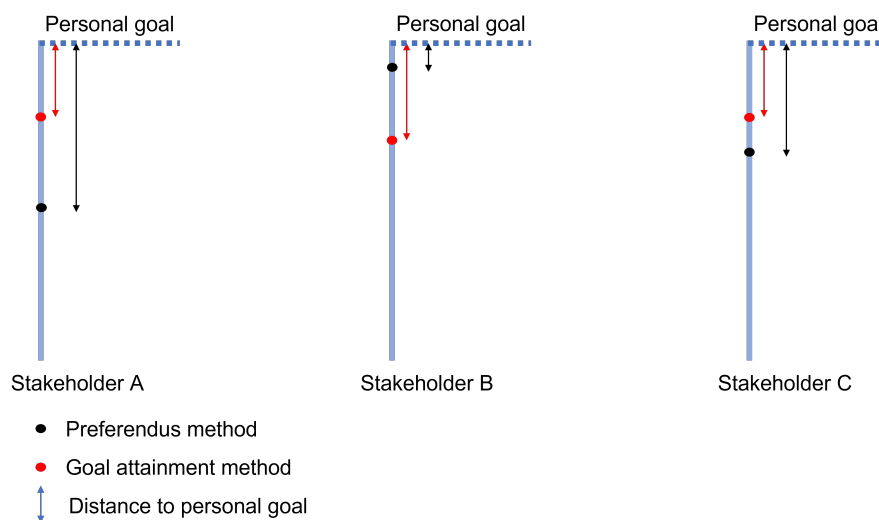 Personal goal
Personal goal
Personal goa
Stakeholder A
Stakeholder B
Stakeholder C
Preferendus method
Goal attainment method
Distance to personal goal